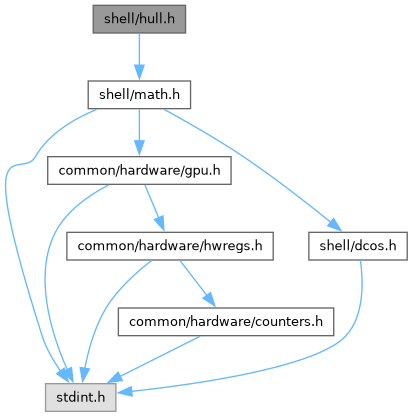 shell/hull.h
shell/math.h
common/hardware/gpu.h
common/hardware/hwregs.h
shell/dcos.h
common/hardware/counters.h
stdint.h